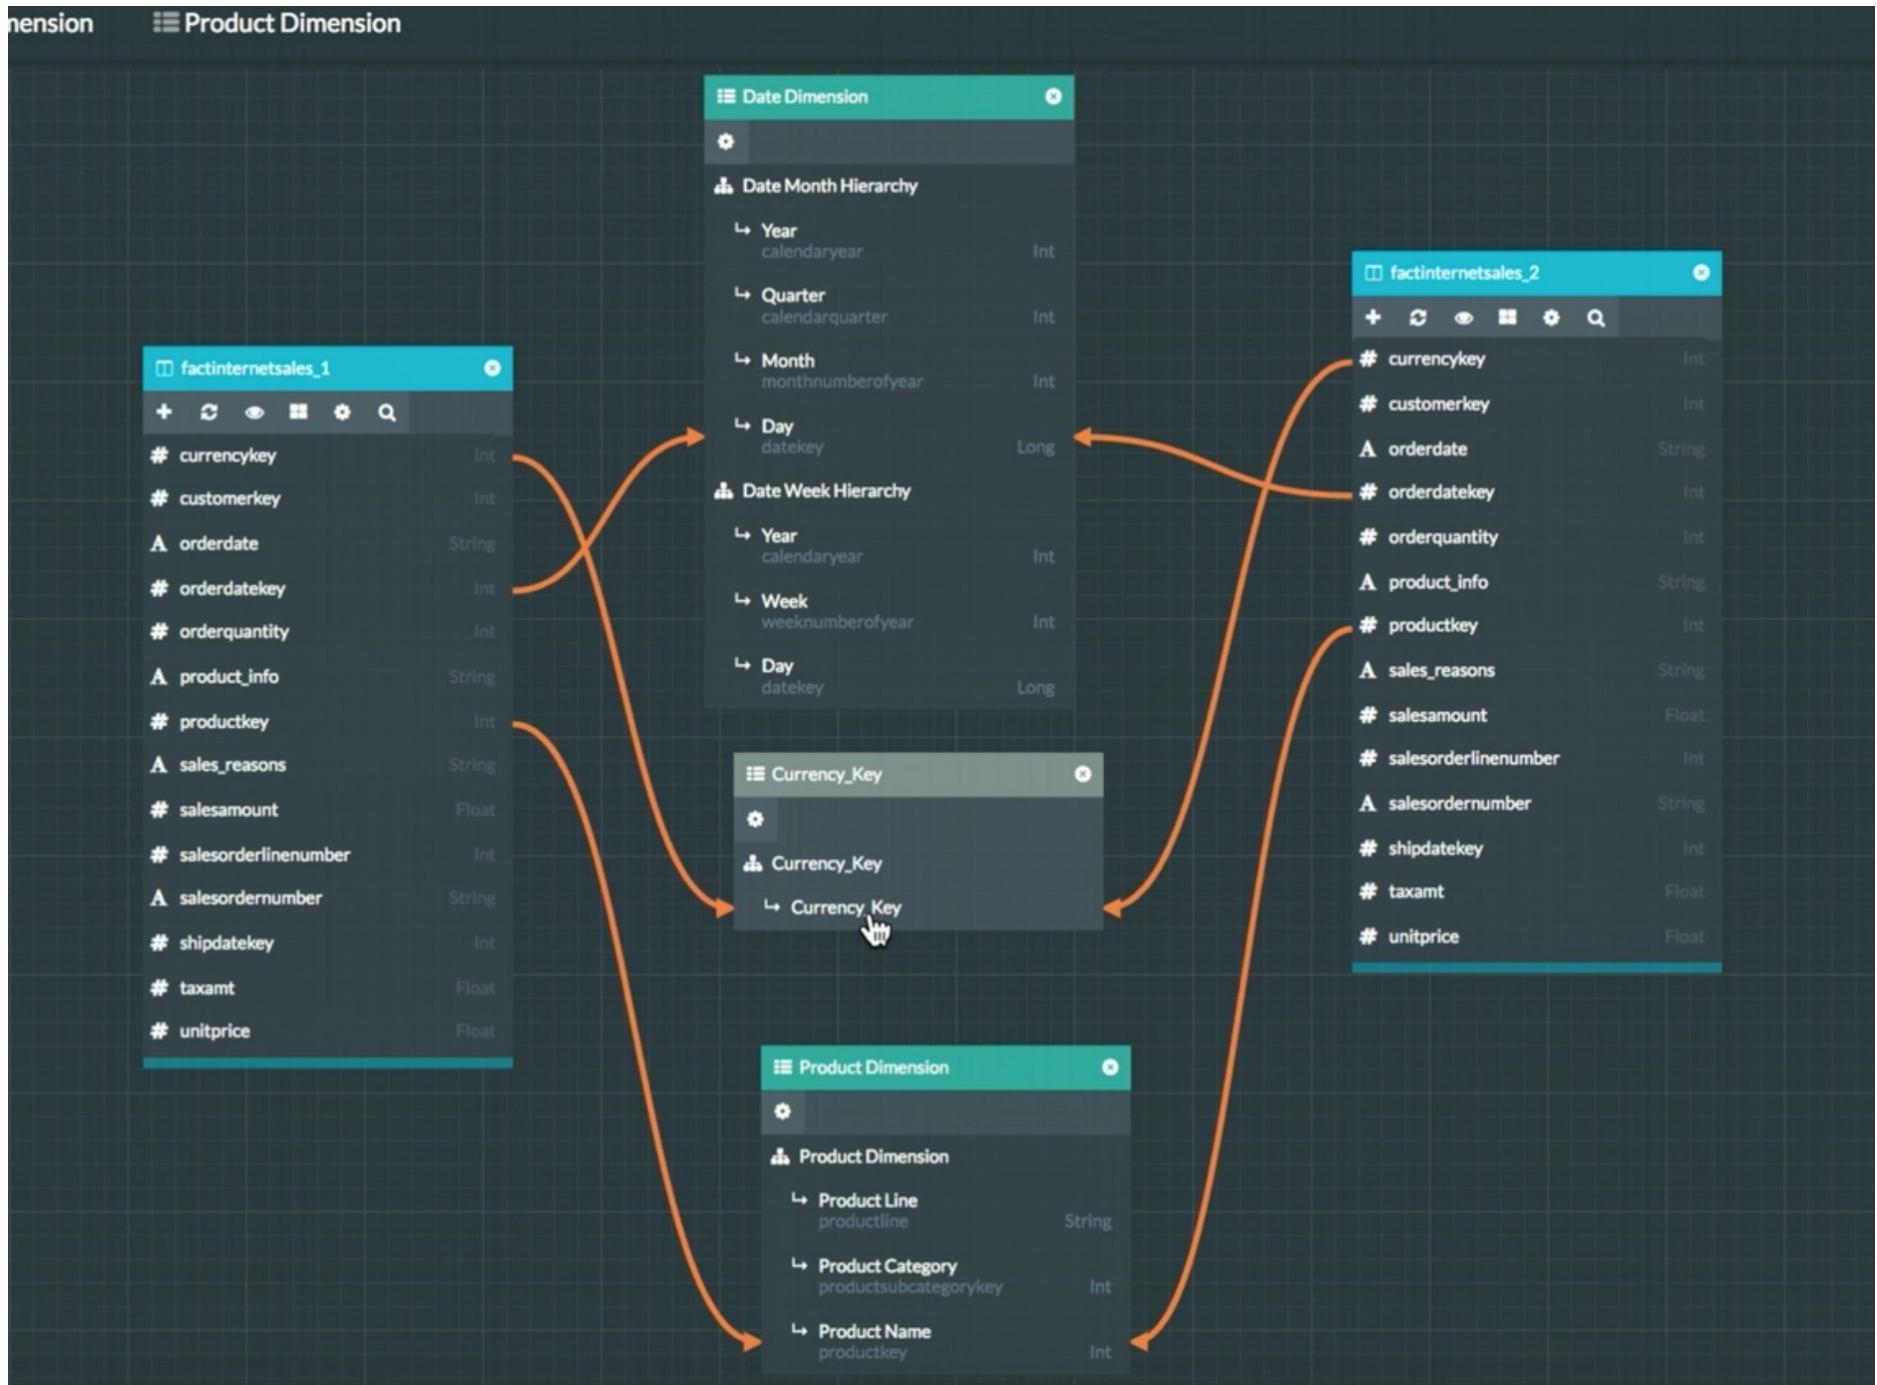 mension
Product Dimension
Date Dimension
Date Month Hierarchy
Year
calendaryear Int
Quarter
calendarquarter Int
Month
monthnumberofyear Int
Day
datekey Long
Date Week Hierarchy
Year
calendaryear Int
Week
weeknumberofyear Int
Day
datekey Long
factinternetsales_1
# currencykey Int
# customerkey Int
A orderdate String
# orderdatekey Int
# orderquantity Int
A product_info String
# productkey Int
A sales_reasons String
# salesamount Float
# salesorderlinenumber Int
A salesordernumber String
# shipdatekey Int
# taxamt Float
# unitprice Float
Currency_Key
Currency_Key
Currency_Key
Product Dimension
Product Dimension
Product Line
productline String
Product Category
productsubcategorykey Int
Product Name
productkey Int
factinternetsales_2
# currencykey Int
# customerkey Int
A orderdate String
# orderdatekey Int
# orderquantity Int
A product_info String
# productkey Int
A sales_reasons String
# salesamount Float
# salesorderlinenumber Int
A salesordernumber String
# shipdatekey Int
# taxamt Float
# unitprice Float